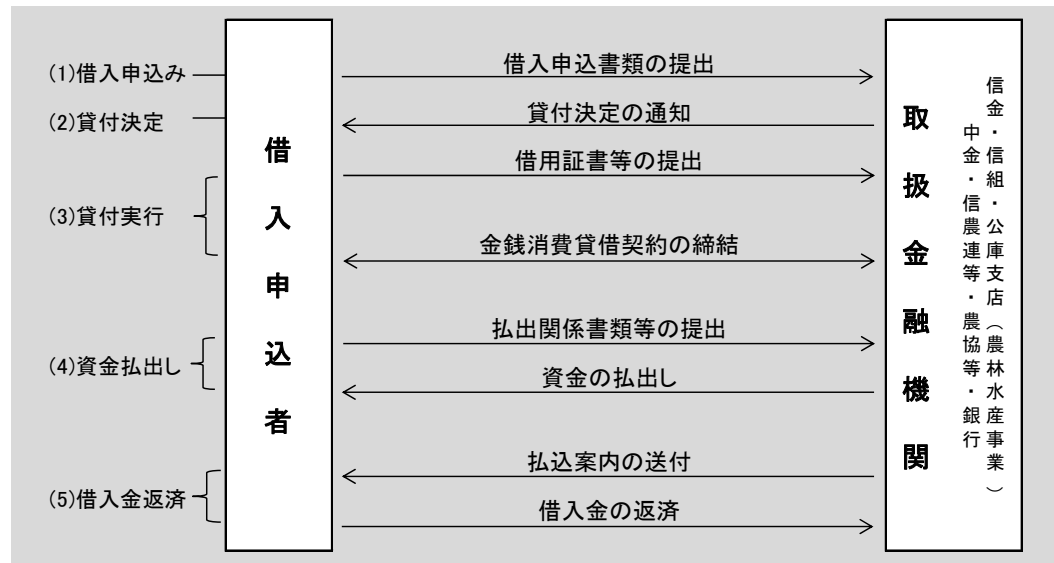 (1)借入申込み
(2)貸付決定
(3)貸付実行
(4)資金払出し
(5)借入金返済
借入申込者
借入申込書類の提出
貸付決定の通知
借用証書等の提出
金銭消費貸借契約の締結
払出関係書類等の提出
資金の払出し
払込案内の送付
借入金の返済
取扱金融機関
信金・信組・公庫支店（農林水産事業）
中金・信農連等・農協等・銀行